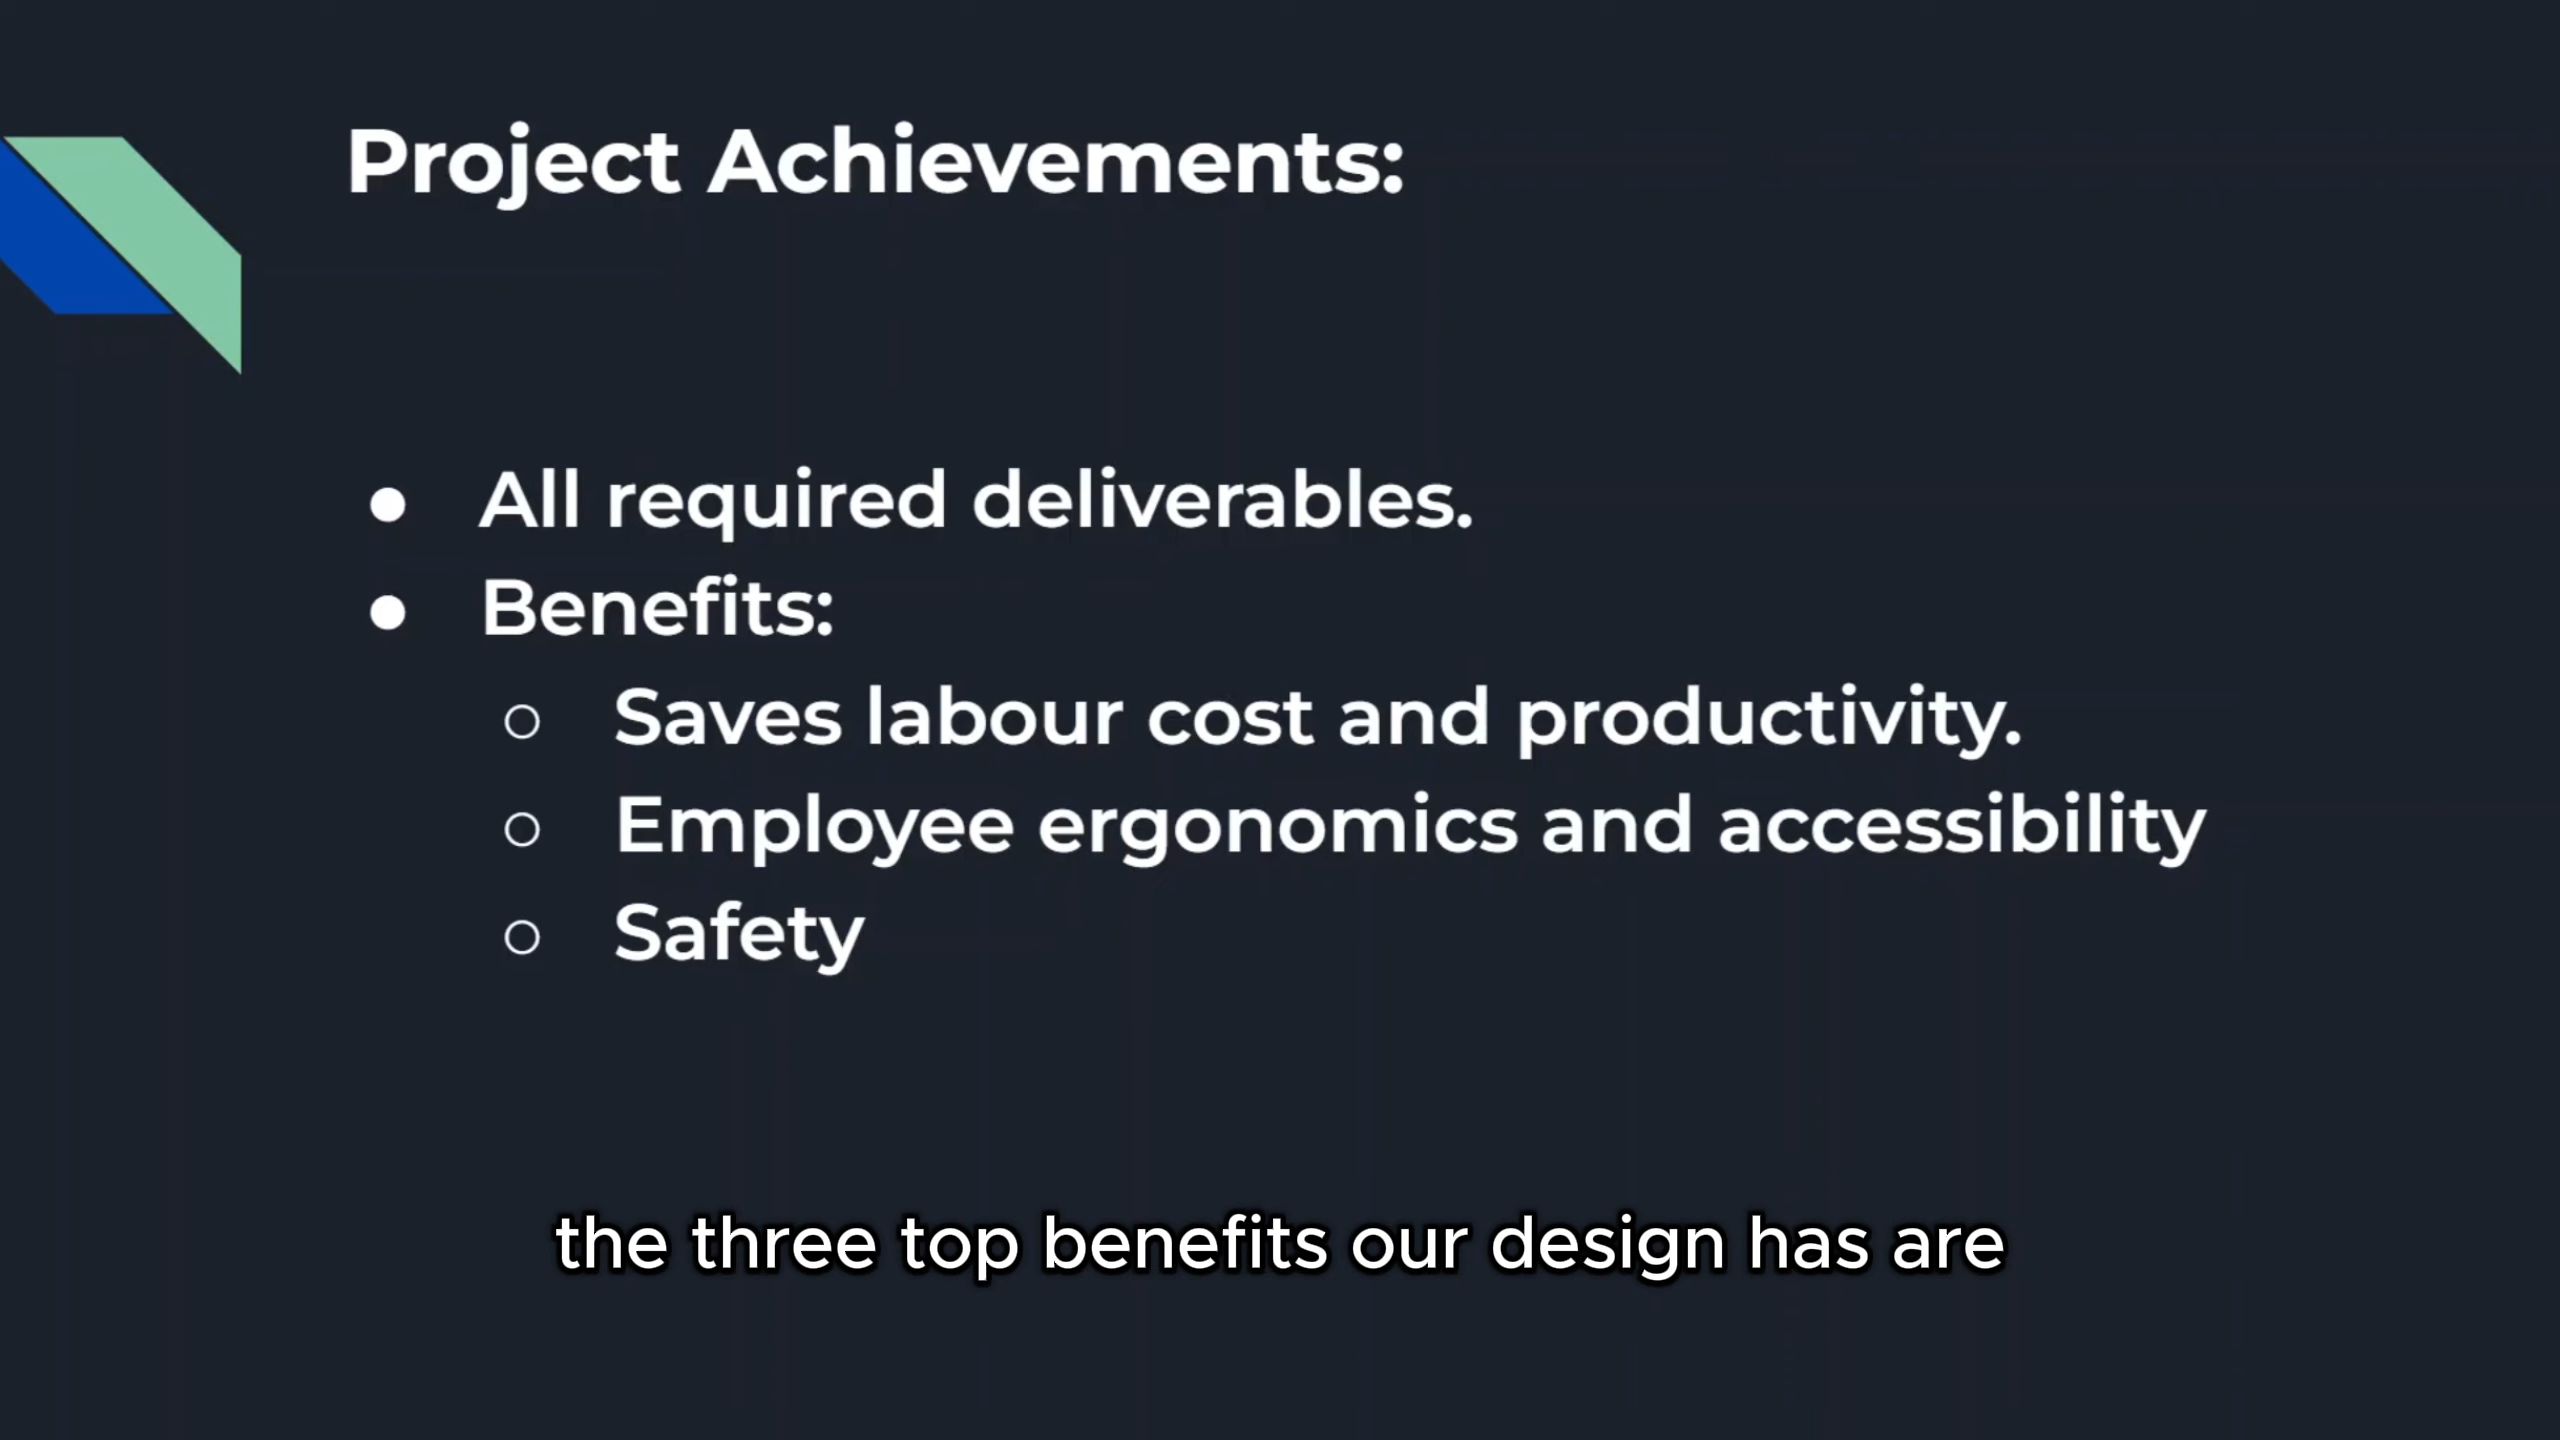 Project Achievements:
● All required deliverables.
● Benefits:
○ Saves labour cost and productivity.
○ Employee ergonomics and accessibility
○ Safety
the three top benefits our design has are